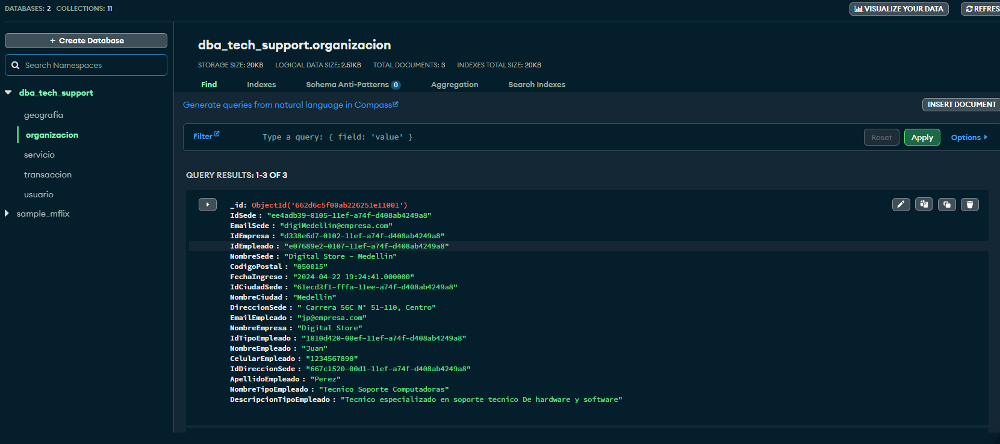 DATABASES: 2 COLLECTIONS: 11
VISUALIZE YOUR DATA
REFRES
+ Create Database
Search Namespaces
dba_tech_support
geografia
organizacion
servicio
transaccion
usuario
sample_mflix
dba_tech_support.organizacion
STORAGE SIZE: 20KB LOGICAL DATA SIZE: 2.51KB TOTAL DOCUMENTS: 3 INDEXES TOTAL SIZE: 20KB
Find Indexes Schema Anti-Patterns 0 Aggregation Search Indexes
Generate queries from natural language in Compass
INSERT DOCUMENT
Filter Type a query: { field: 'value' } Reset Apply Options
QUERY RESULTS: 1-3 OF 3
_id: ObjectId('662d6c5f00ab226251e11001')
IdSede : "ee4adb39-0105-11ef-a74f-d408ab4249a8"
EmailSede : "digiMedellin@empresa.com"
IdEmpresa : "d338e6d7-0102-11ef-a74f-d408ab4249a8"
IdEmpleado : "e07689e2-0107-11ef-a74f-d408ab4249a8"
NombreSede : "Digital Store - Medellin"
CodigoPostal : "050015"
FechaIngreso : "2024-04-22 19:24:41.000000"
IdCiudadSede : "61ecd3f1-fffa-11ee-a74f-d408ab4249a8"
NombreCiudad : "Medellin"
DireccionSede : " Carrera 56C N° 51-110, Centro"
EmailEmpleado : "jp@empresa.com"
NombreEmpresa : "Digital Store"
IdTipoEmpleado : "1010d420-00ef-11ef-a74f-d408ab4249a8"
NombreEmpleado : "Juan"
CelularEmpleado : "1234567890"
IdDireccionSede : "667c1520-00d1-11ef-a74f-d408ab4249a8"
ApellidoEmpleado : "Perez"
NombreTipoEmpleado : "Tecnico Soporte Computadoras"
DescripcionTipoEmpleado : "Tecnico especializado en soporte tecnico De hardware y software"